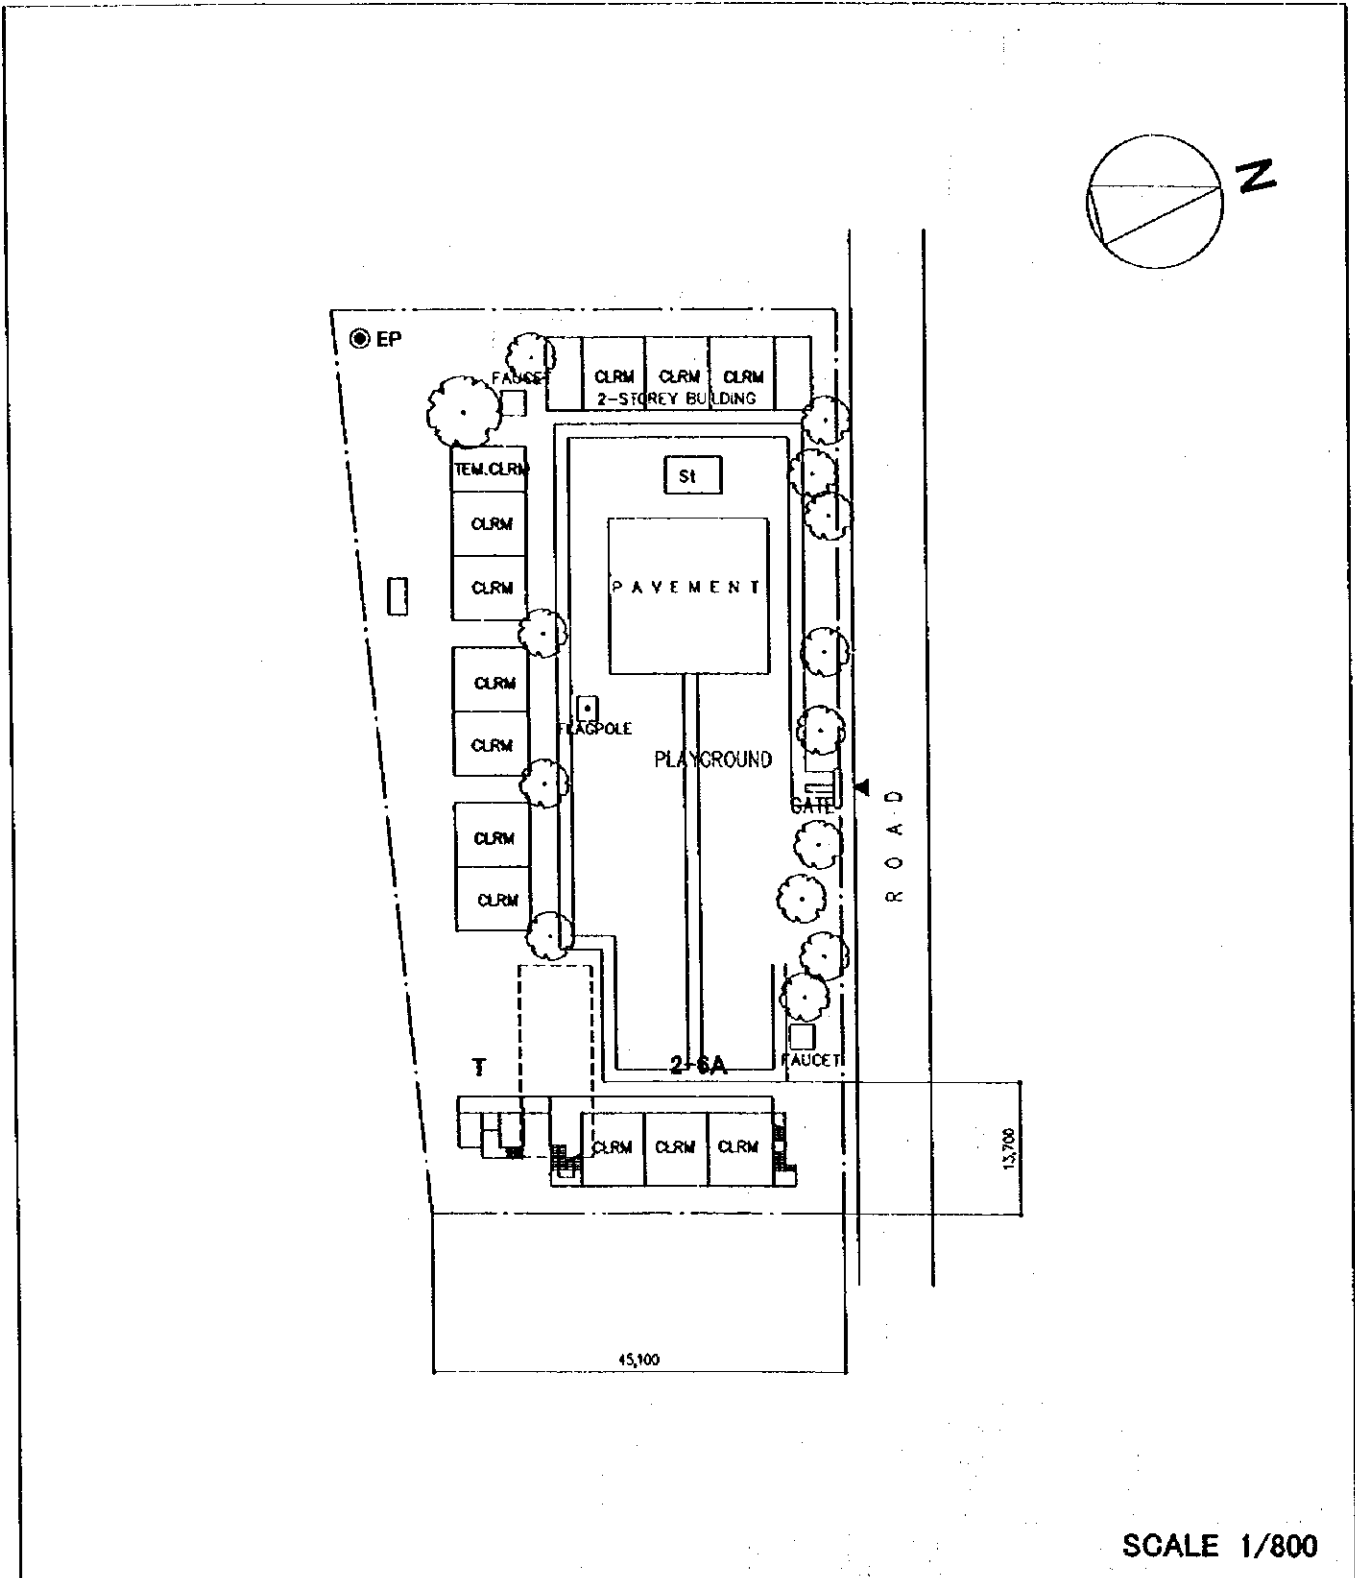 N
EP
FAUCET
CLRM CLRM CLRM
2-STOREY BUILDING
TEM.CLRM
St
CLRM
CLRM
PAVEMENT
CLRM
FLAGPOLE
CLRM
PLAYGROUND
GATE
ROAD
CLRM
CLRM
T
2-6A
FAUCET
CLRM CLRM CLRM
13,700
45,100
SCALE 1/800